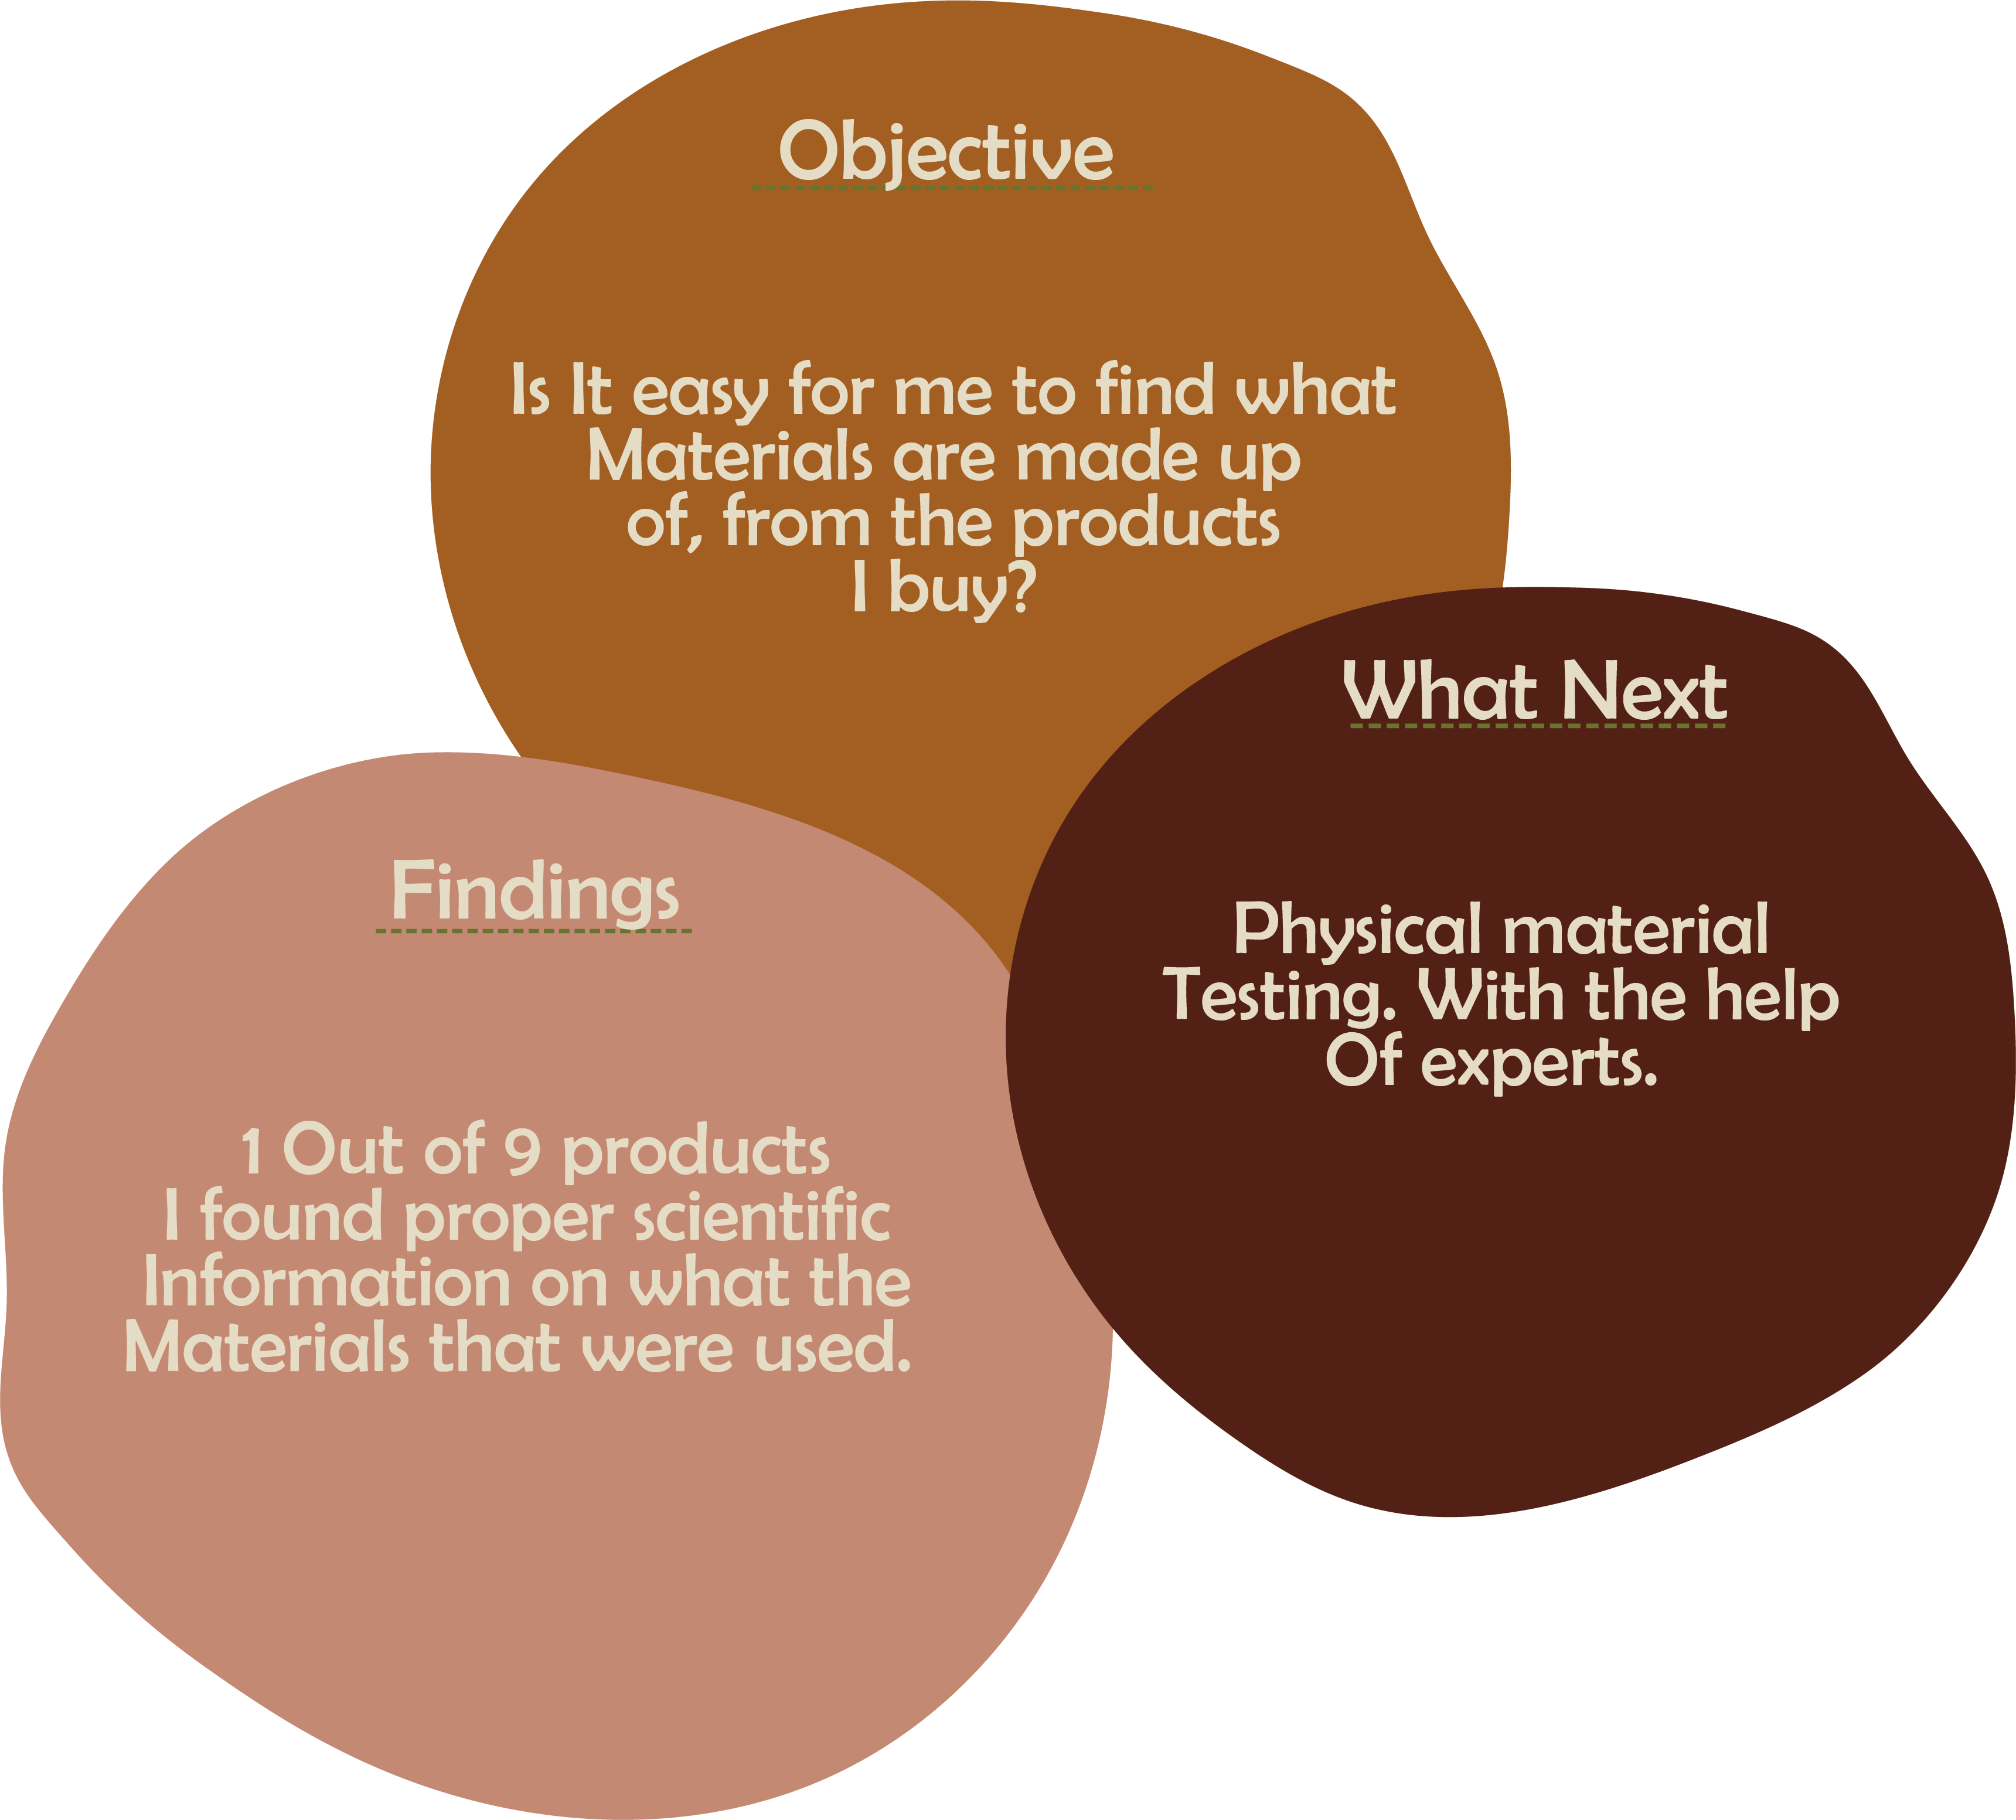 Objective
Is It easy for me to find what
Materials are made up
of, from the products
I buy?
What Next
Physical material
Testing. With the help
Of experts.
Findings
1 Out of 9 products
I found proper scientific
Information on what the
Materials that were used.